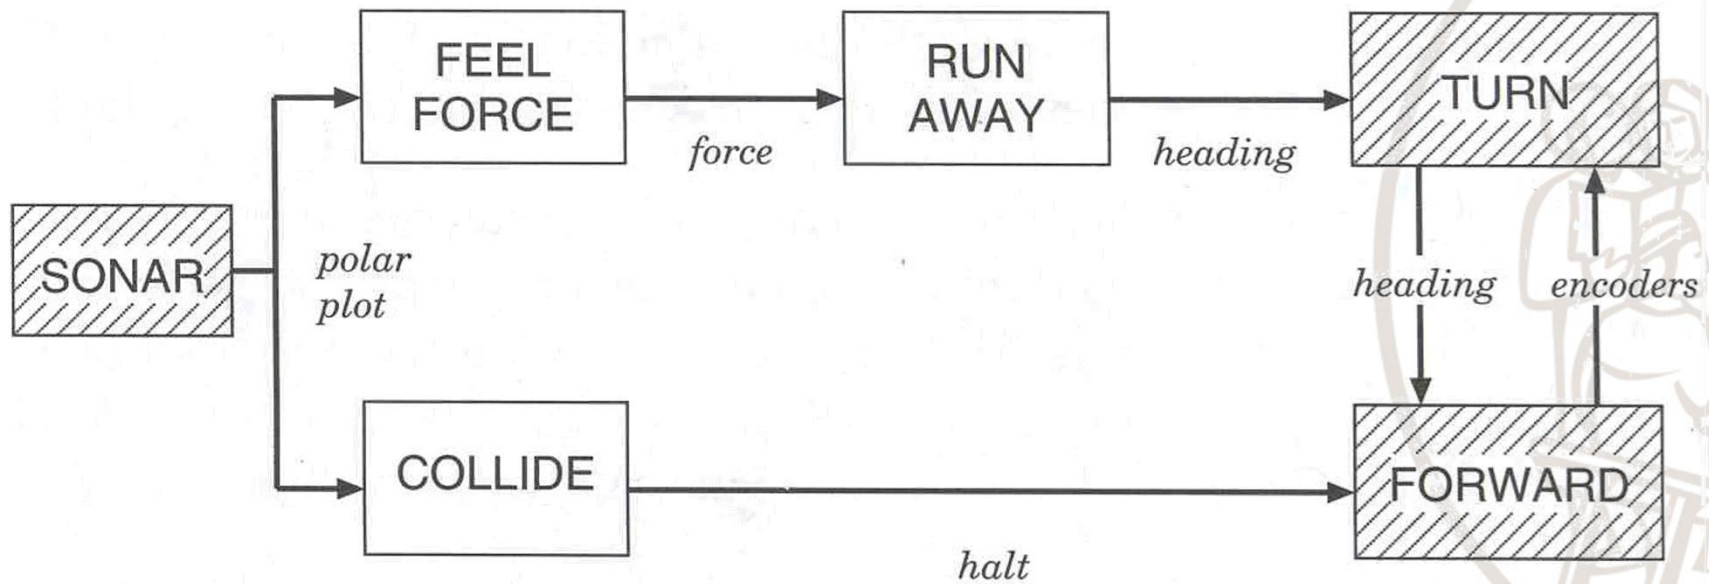 FEEL
FORCE
RUN
AWAY
TURN
force
heading
SONAR
polar
plot
heading
encoders
COLLIDE
FORWARD
halt